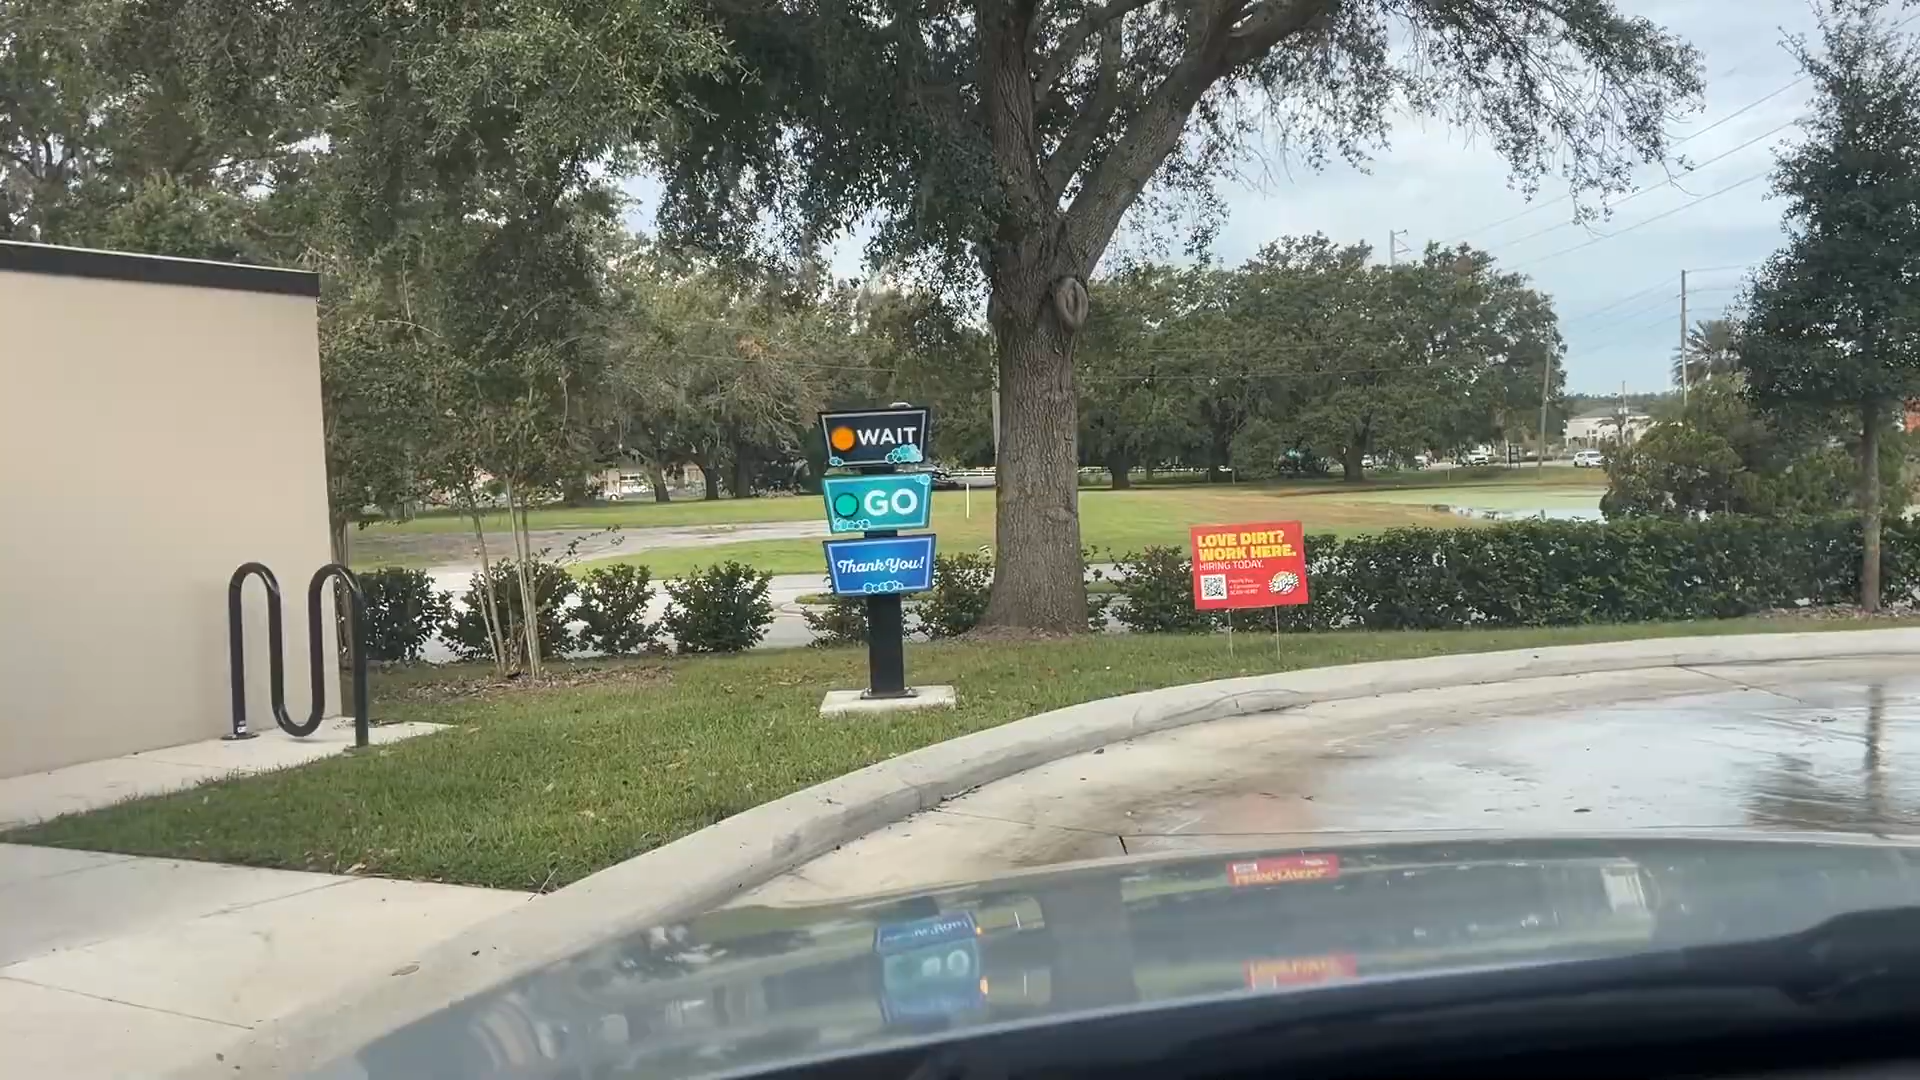 WAIT
GO
Thank You!
LOVE DIRT?
WORK HERE.
HIRING TODAY.